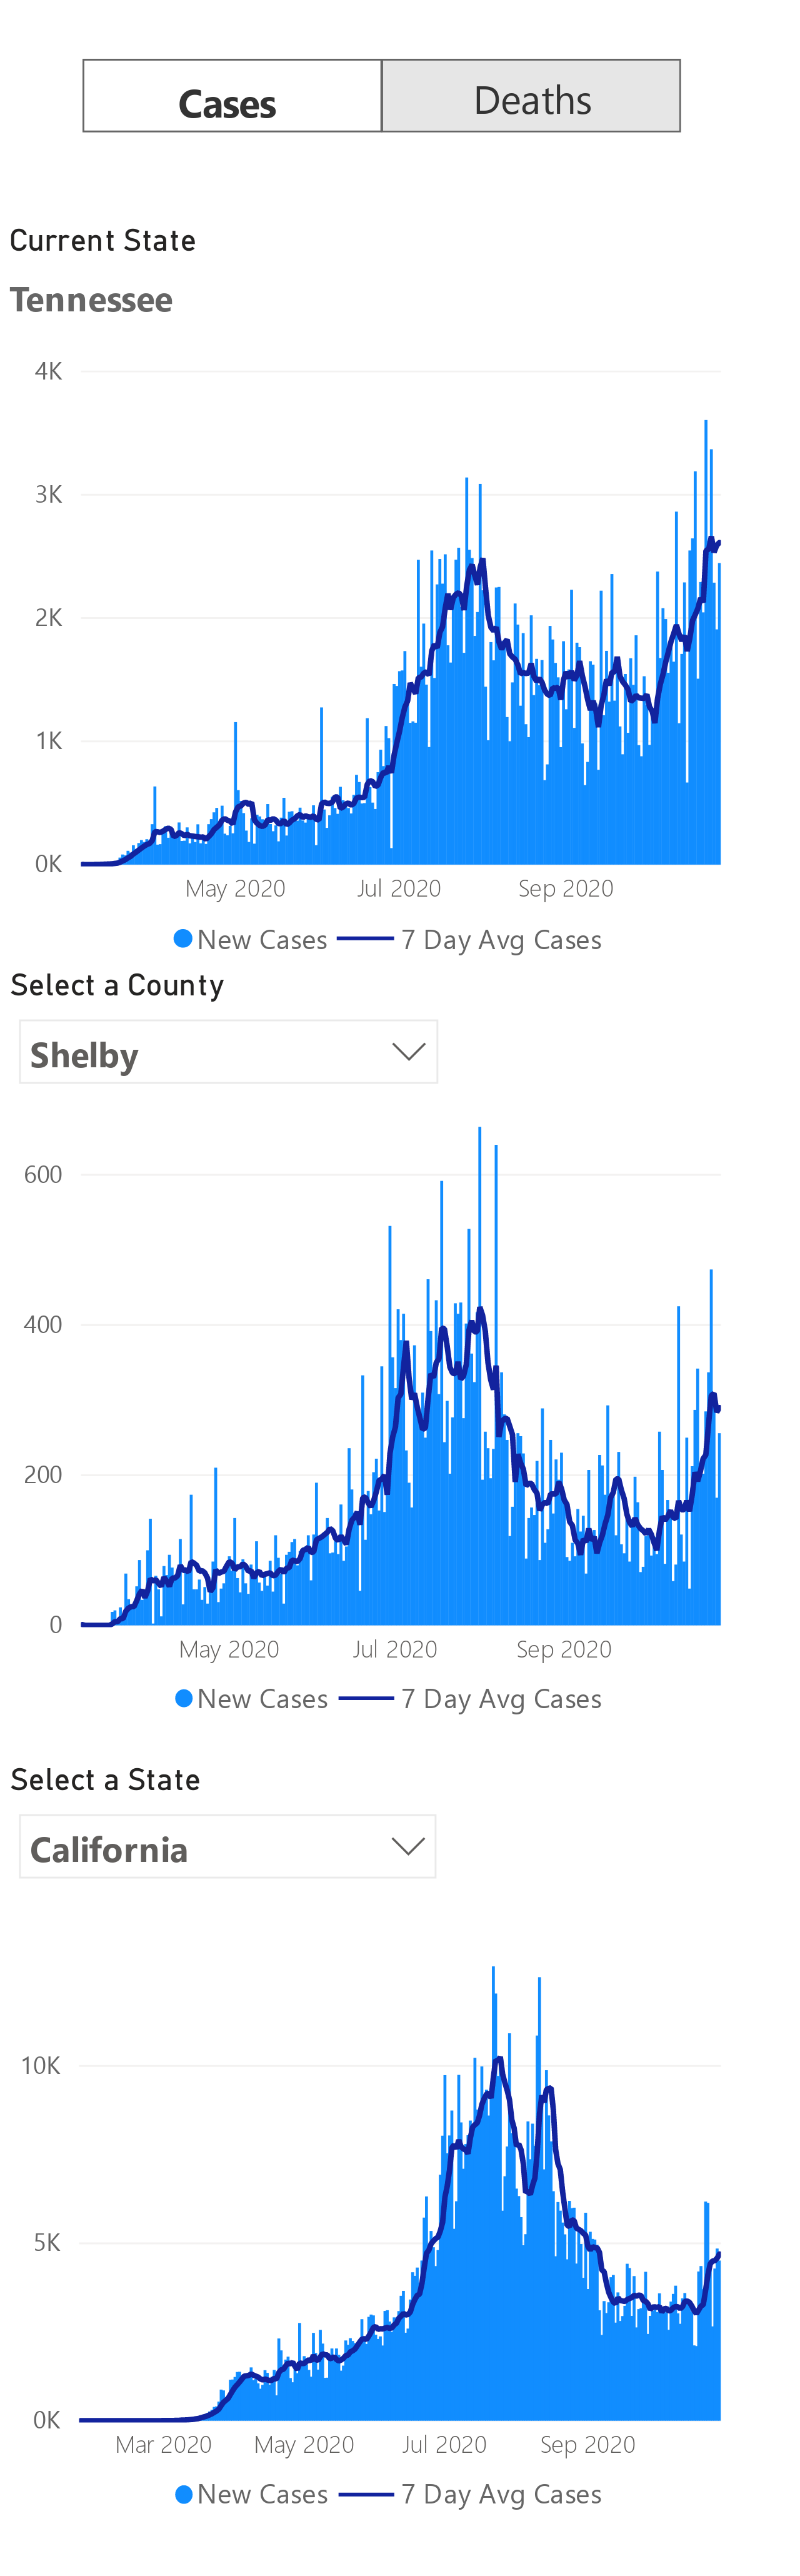 Cases Deaths
Current State
Tennessee
4K
3K
2K
1K
0K
May 2020 Jul 2020 Sep 2020
New Cases 7 Day Avg Cases
Select a County
Shelby
600
400
200
0
May 2020 Jul 2020 Sep 2020
New Cases 7 Day Avg Cases
Select a State
California
10K
5K
0K
Mar 2020 May 2020 Jul 2020 Sep 2020
New Cases 7 Day Avg Cases